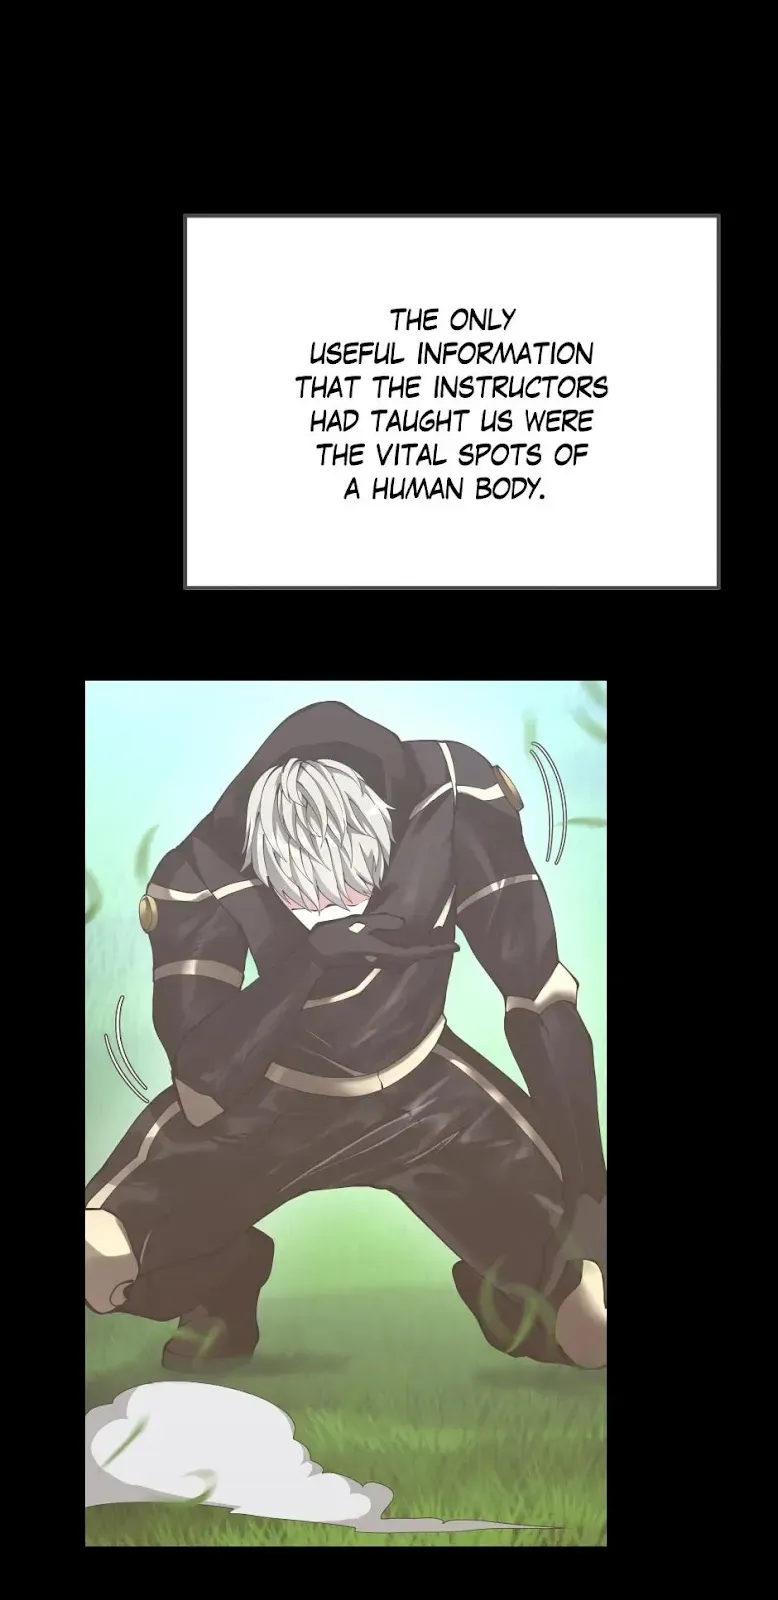 THE ONLY
USEFUL INFORMATION
THAT THE INSTRUCTORS
HAD TAUGHT US WERE
THE VITAL SPOTS OF
A HUMAN BODY.